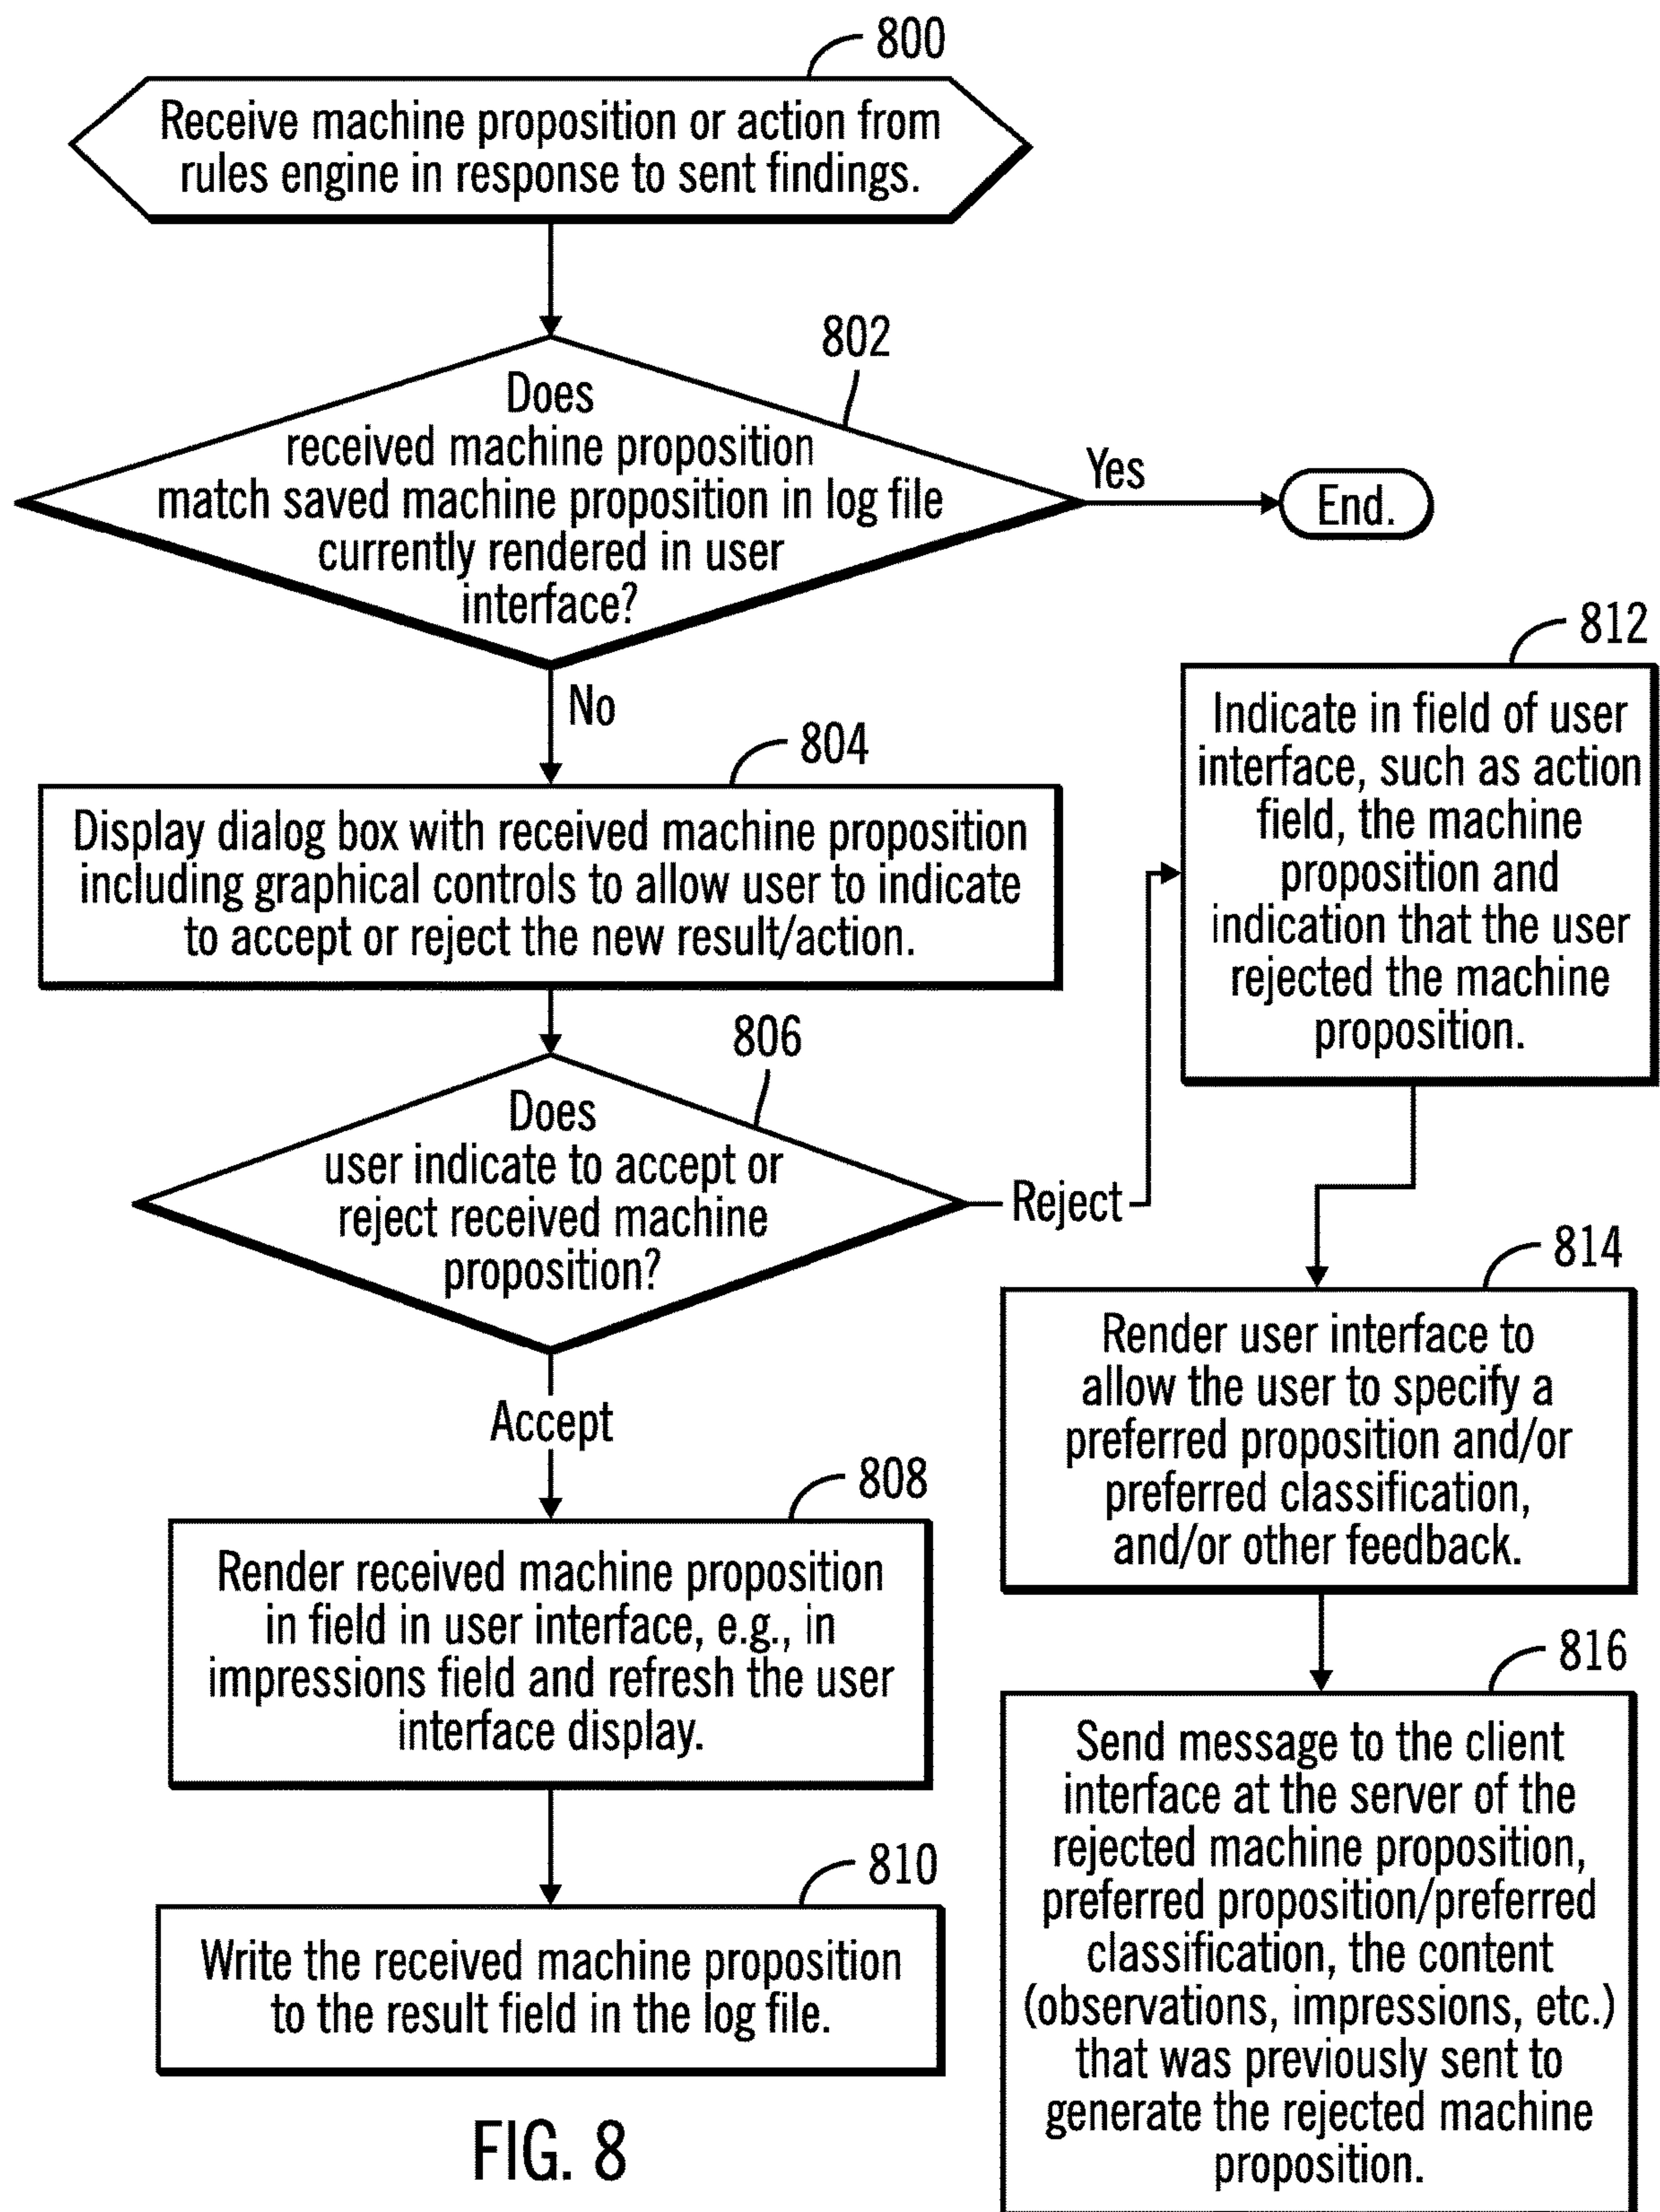 800
Receive machine proposition or action from
rules engine in response to sent findings.
802
Does
received machine proposition
match saved machine proposition in log file
currently rendered in user
interface?
Yes
End.
No
804
Display dialog box with received machine proposition
including graphical controls to allow user to indicate
to accept or reject the new result/action.
806
Does
user indicate to accept or
reject received machine
proposition?
Reject
Accept
808
Render received machine proposition
in field in user interface, e.g., in
impressions field and refresh the user
interface display.
810
Write the received machine proposition
to the result field in the log file.
812
Indicate in field of user
interface, such as action
field, the machine
proposition and
indication that the user
rejected the machine
proposition.
814
Render user interface to
allow the user to specify a
preferred proposition and/or
preferred classification,
and/or other feedback.
816
Send message to the client
interface at the server of the
rejected machine proposition,
preferred proposition/preferred
classification, the content
(observations, impressions, etc.)
that was previously sent to
generate the rejected machine
proposition.
FIG. 8